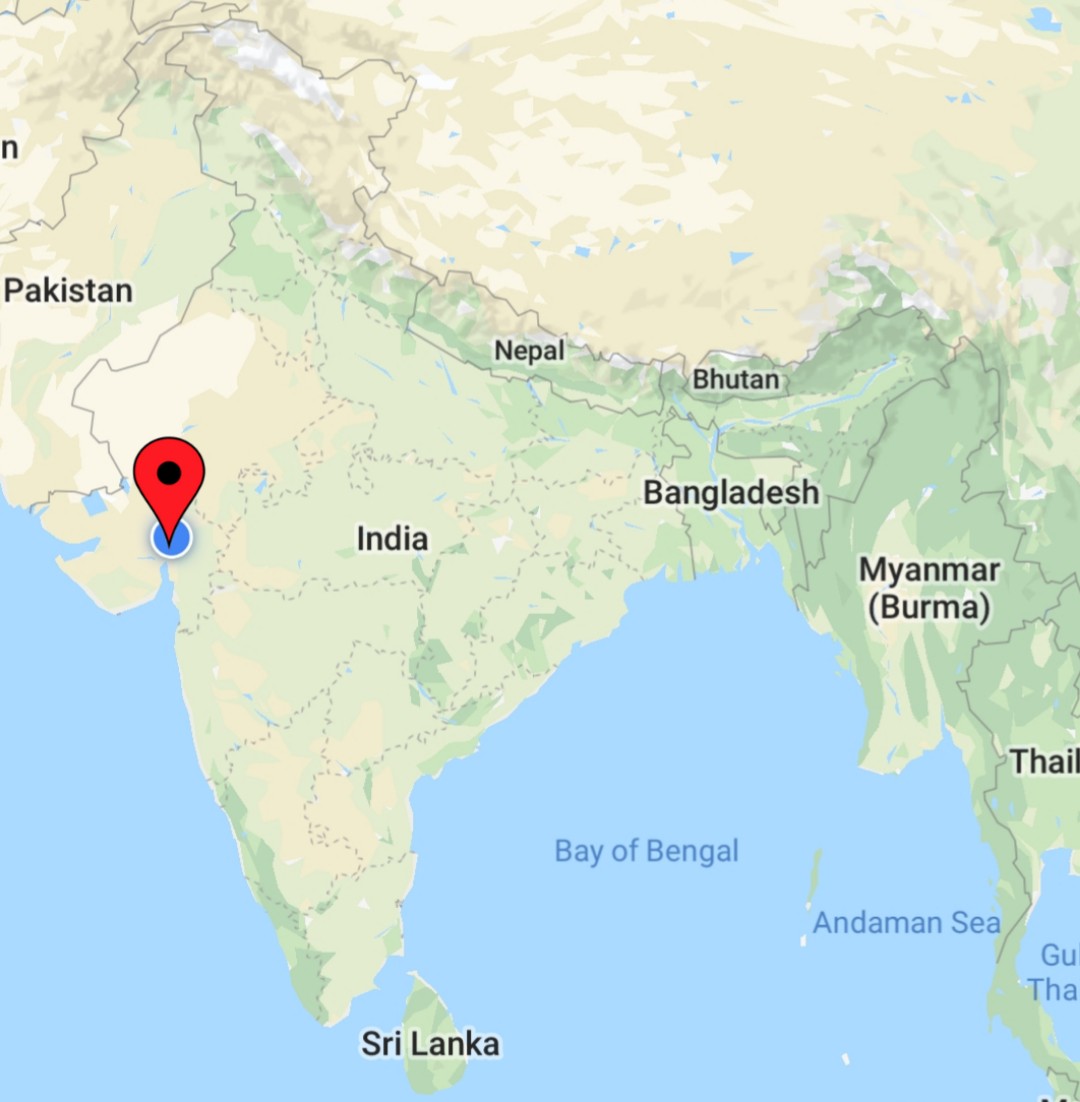 n
Pakistan
Nepal
Bhutan
Bangladesh
India
Myanmar
(Burma)
Thail
Bay of Bengal
Andaman Sea
Gul
Tha
Sri Lanka